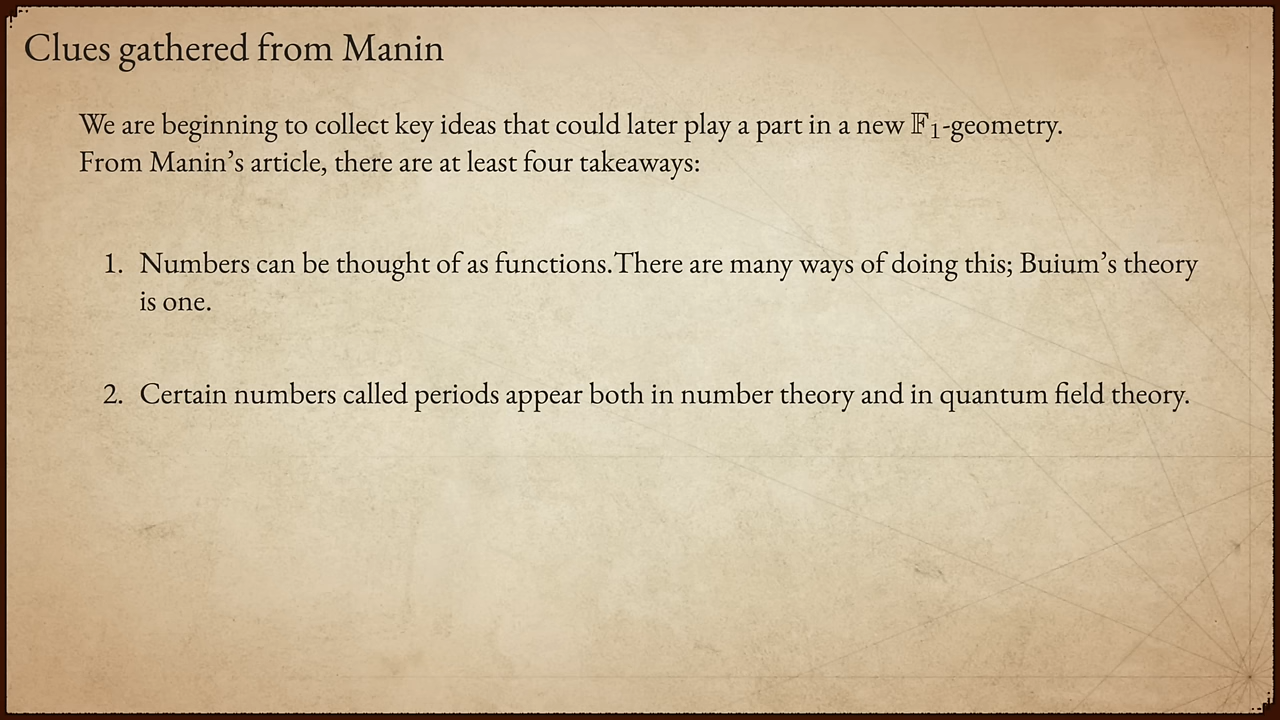 Clues gathered from Manin
We are beginning to collect key ideas that could later play a part in a new 𝔽₁-geometry.
From Manin’s article, there are at least four takeaways:
1. Numbers can be thought of as functions.There are many ways of doing this; Buium’s theory
is one.
2. Certain numbers called periods appear both in number theory and in quantum field theory.